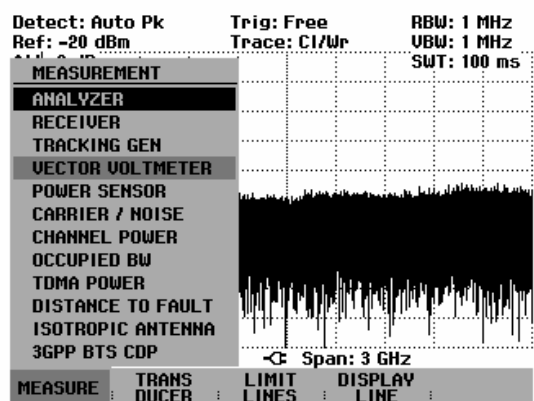 Detect: Auto Pk Trig: Free RBW: 1 MHz
Ref: -20 dBm Trace: Cl/Wr VBW: 1 MHz
SWT: 100 ms
MEASUREMENT
ANALYZER
RECEIVER
TRACKING GEN
VECTOR VOLTMETER
POWER SENSOR
CARRIER / NOISE
CHANNEL POWER
OCCUPIED BW
TDMA POWER
DISTANCE TO FAULT
ISOTROPIC ANTENNA
3GPP BTS CDP
Span: 3 GHz
MEASURE
TRANS
DUCER
LIMIT
LINES
DISPLAY
LINE